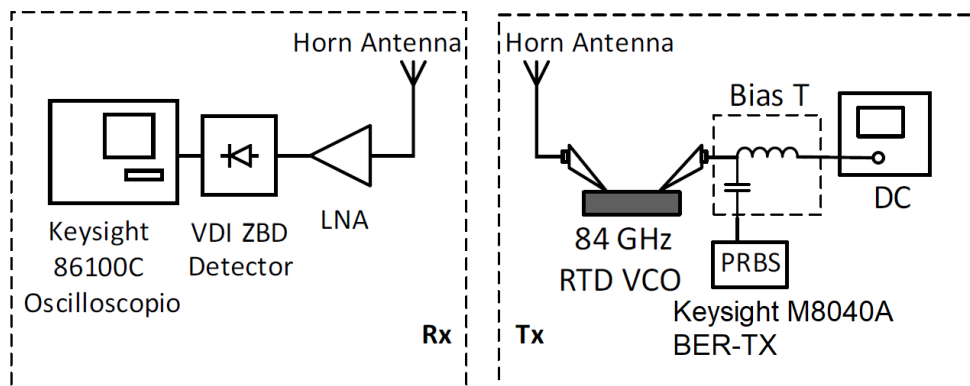 Horn Antenna
LNA
VDI ZBD
Detector
Keysight
86100C
Oscilloscopio
Rx
Horn Antenna
Bias T
DC
84 GHz
RTD VCO
PRBS
Keysight M8040A
BER-TX
Tx